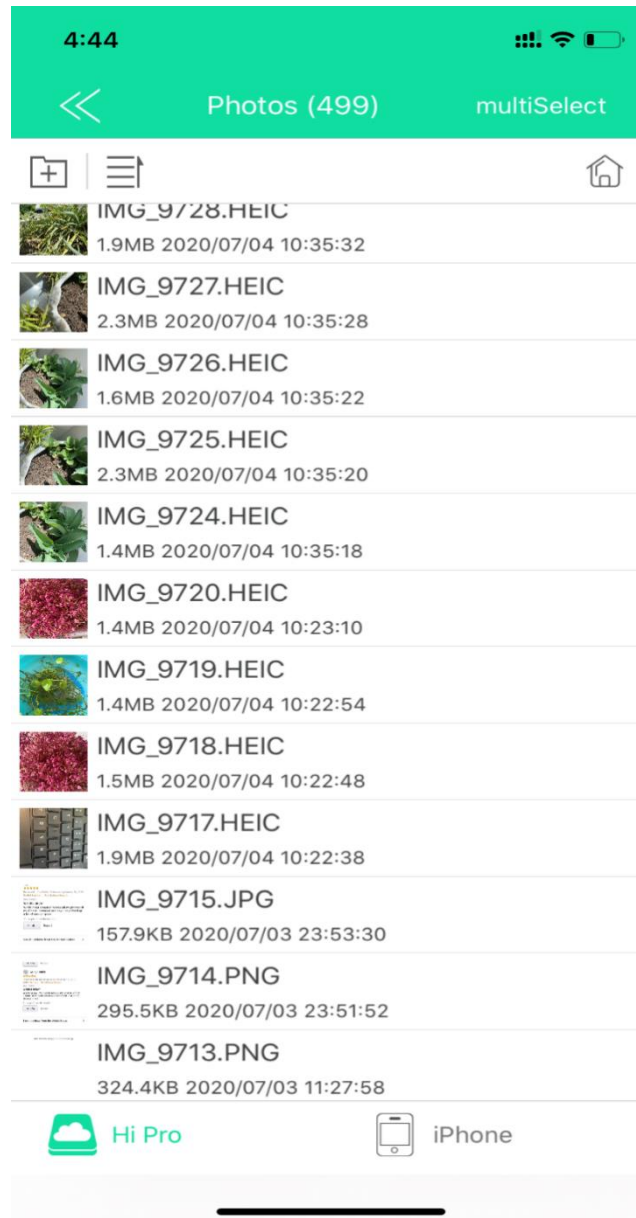 4:44
Photos (499)
multiSelect
IMG_9728.HEIC
1.9MB 2020/07/04 10:35:32
IMG_9727.HEIC
2.3MB 2020/07/04 10:35:28
IMG_9726.HEIC
1.6MB 2020/07/04 10:35:22
IMG_9725.HEIC
2.3MB 2020/07/04 10:35:20
IMG_9724.HEIC
1.4MB 2020/07/04 10:35:18
IMG_9720.HEIC
1.4MB 2020/07/04 10:23:10
IMG_9719.HEIC
1.4MB 2020/07/04 10:22:54
IMG_9718.HEIC
1.5MB 2020/07/04 10:22:48
IMG_9717.HEIC
1.9MB 2020/07/04 10:22:38
IMG_9715.JPG
157.9KB 2020/07/03 23:53:30
IMG_9714.PNG
295.5KB 2020/07/03 23:51:52
IMG_9713.PNG
324.4KB 2020/07/03 11:27:58
Hi Pro
iPhone